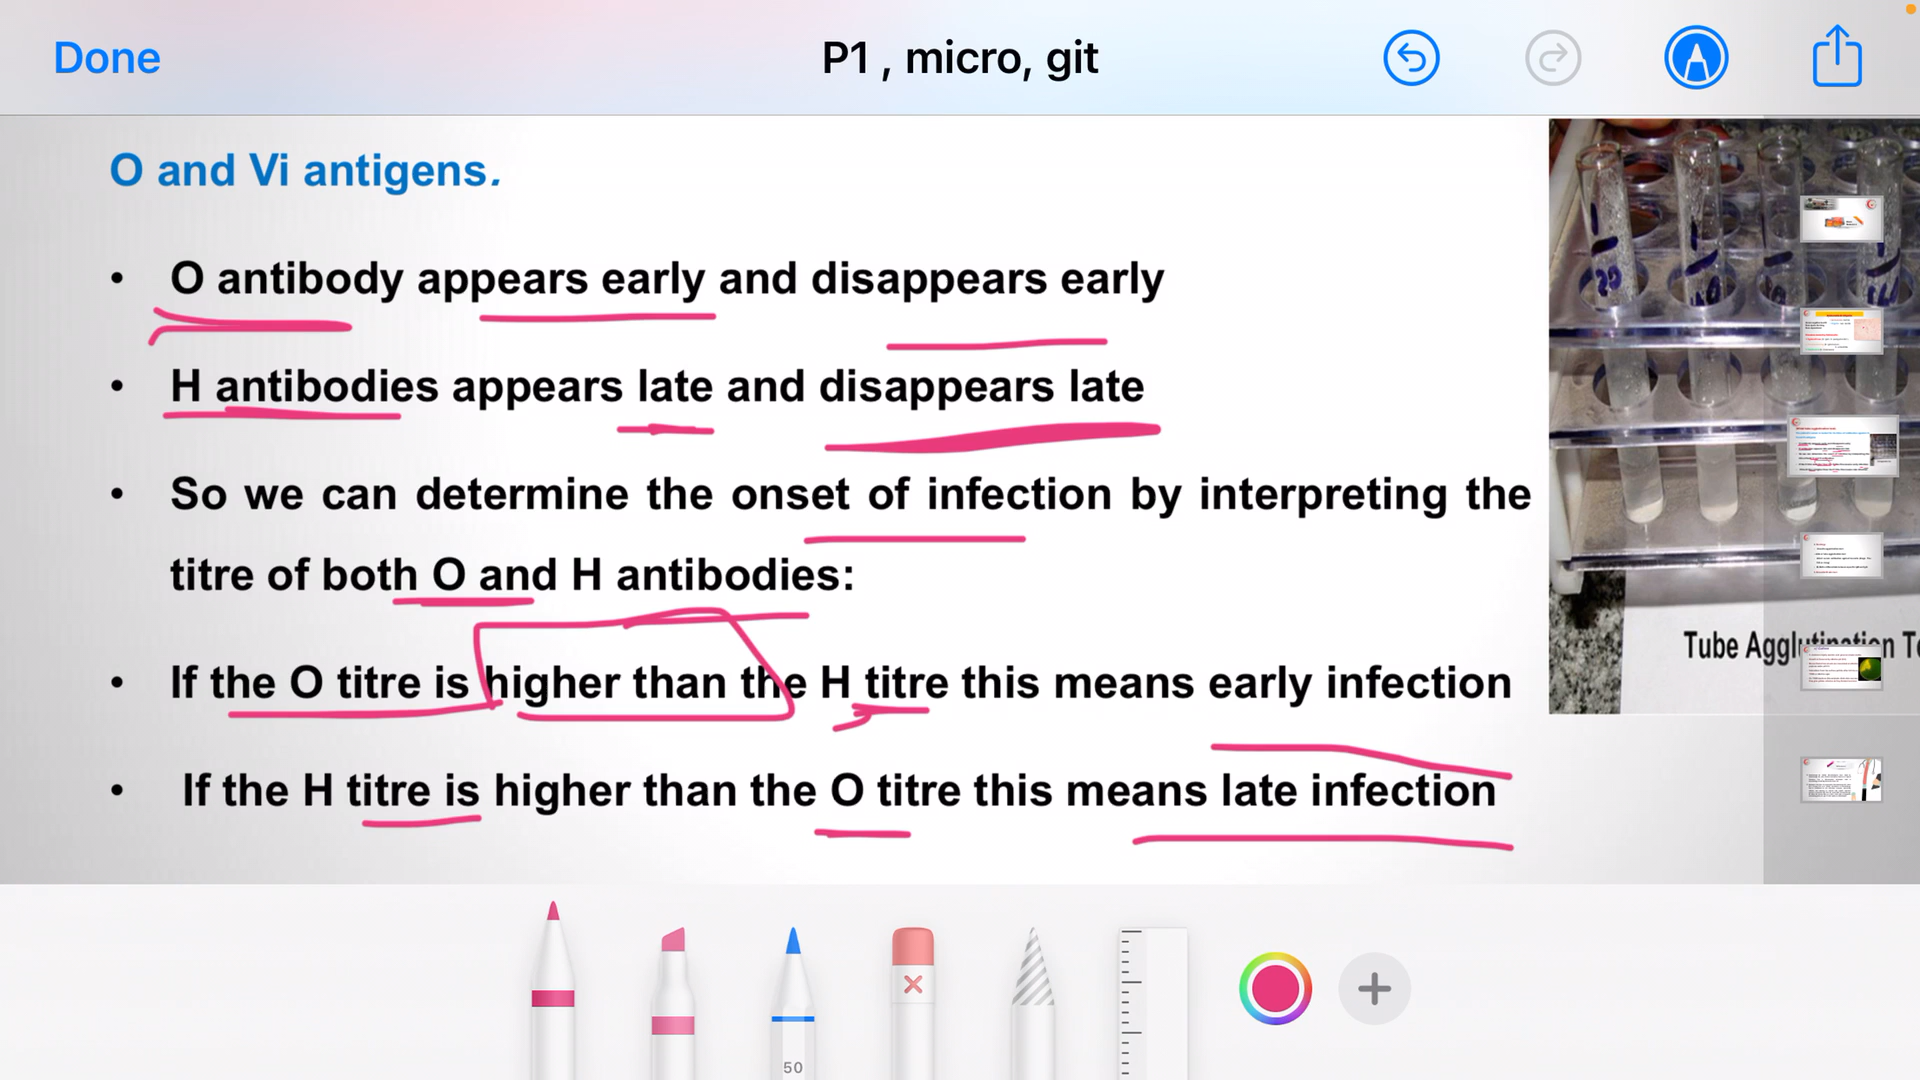 Done
P1 , micro, git
O and Vi antigens.
• O antibody appears early and disappears early
• H antibodies appears late and disappears late
• So we can determine the onset of infection by interpreting the
titre of both O and H antibodies:
• If the O titre is higher than the H titre this means early infection
• If the H titre is higher than the O titre this means late infection
Tube Agglutination
50